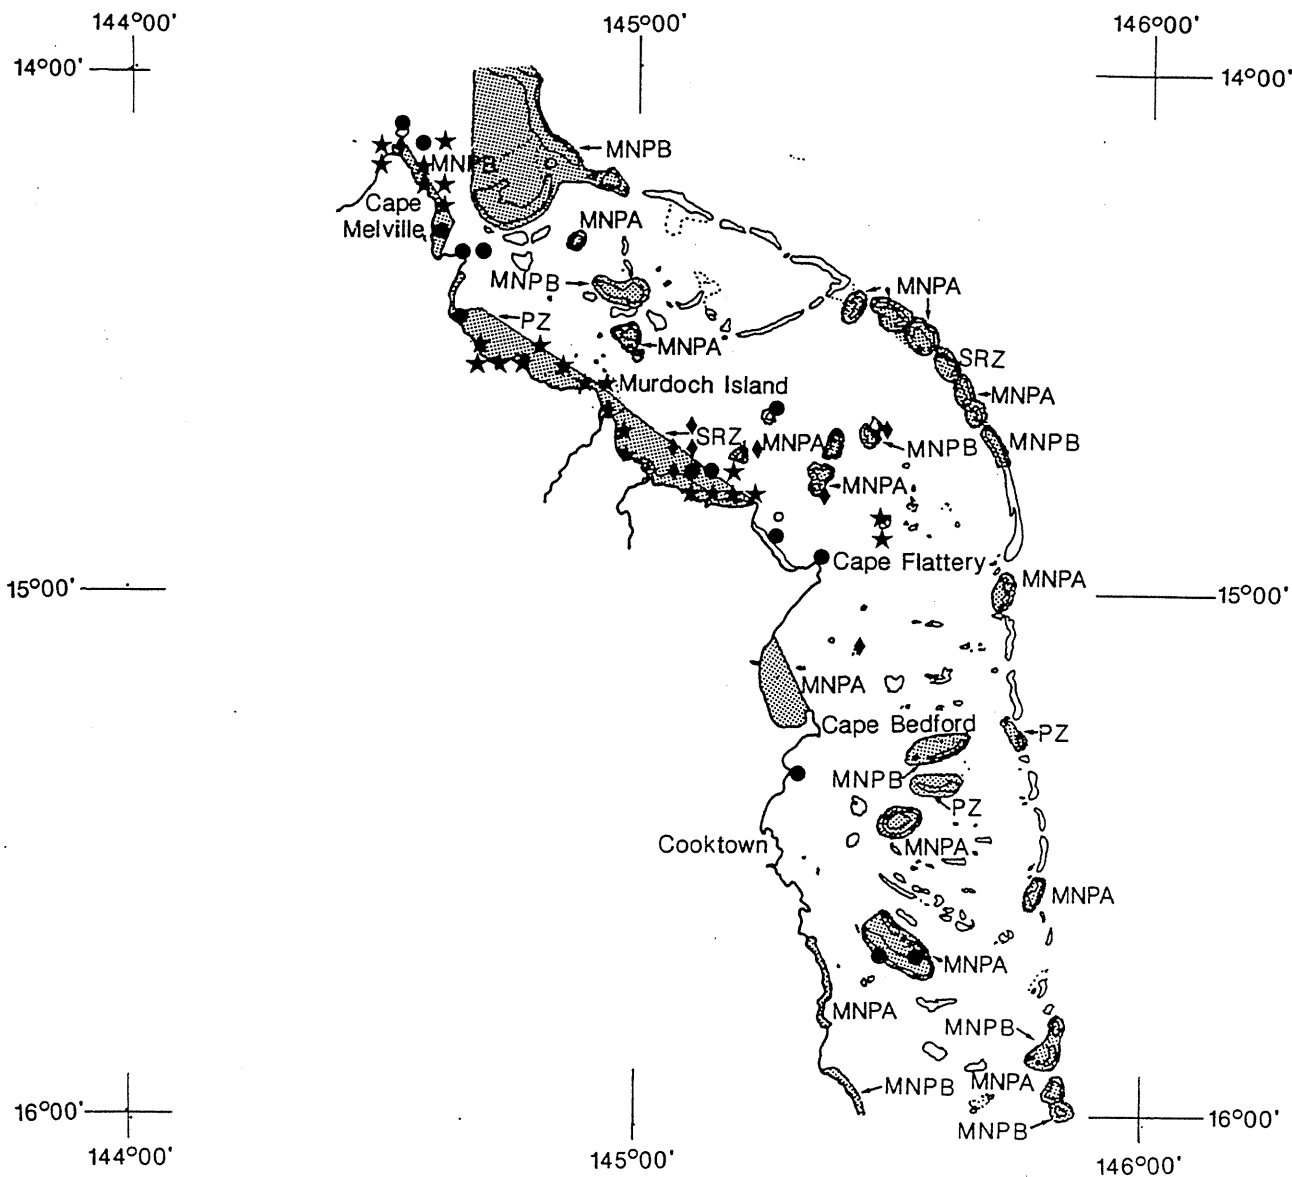 144°00'
145°00'
146°00'
14°00'
14°00'
MNPB
MNPB
Cape
Melville
MNPA
MNPB
MNPA
PZ
MNPA
SRZ
Murdoch Island
MNPA
SRZ
MNPA
MNPB
MNPB
MNPA
Cape Flattery
MNPA
15°00'
15°00'
MNPA
Cape Bedford
PZ
MNPB
PZ
Cooktown
MNPA
MNPA
MNPA
MNPA
MNPB
MNPA
MNPB
16°00'
16°00'
MNPB
144°00'
145°00'
146°00'